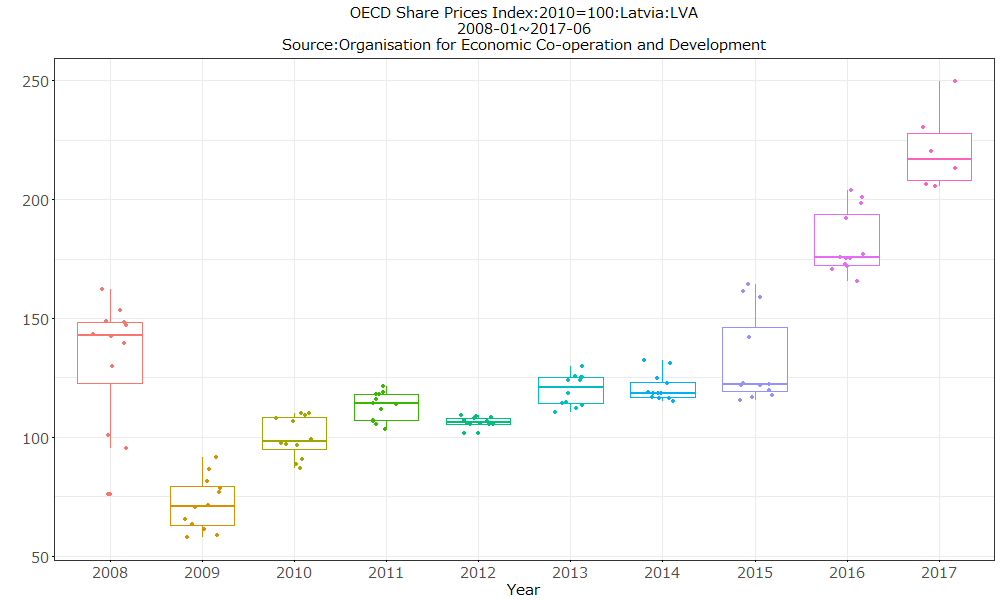 OECD Share Prices Index:2010=100:Latvia:LVA
2008-01~2017-06
Source:Organisation for Economic Co-operation and Development
250
200
150
100
50
2008 2009 2010 2011 2012 2013 2014 2015 2016 2017
Year